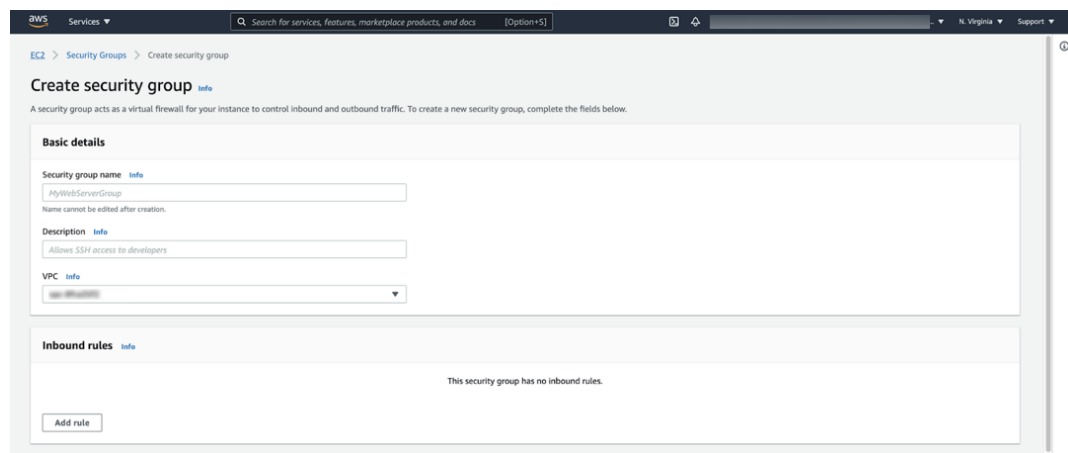 aws Services ▼ Search for services, features, marketplace products, and docs [Option+S] N. Virginia ▼ Support ▼
EC2 > Security Groups > Create security group
Create security group Info
A security group acts as a virtual firewall for your instance to control inbound and outbound traffic. To create a new security group, complete the fields below.
Basic details
Security group name Info
MyWebServerGroup
Name cannot be edited after creation.
Description Info
Allows SSH access to developers
VPC Info
Inbound rules Info
This security group has no inbound rules.
Add rule